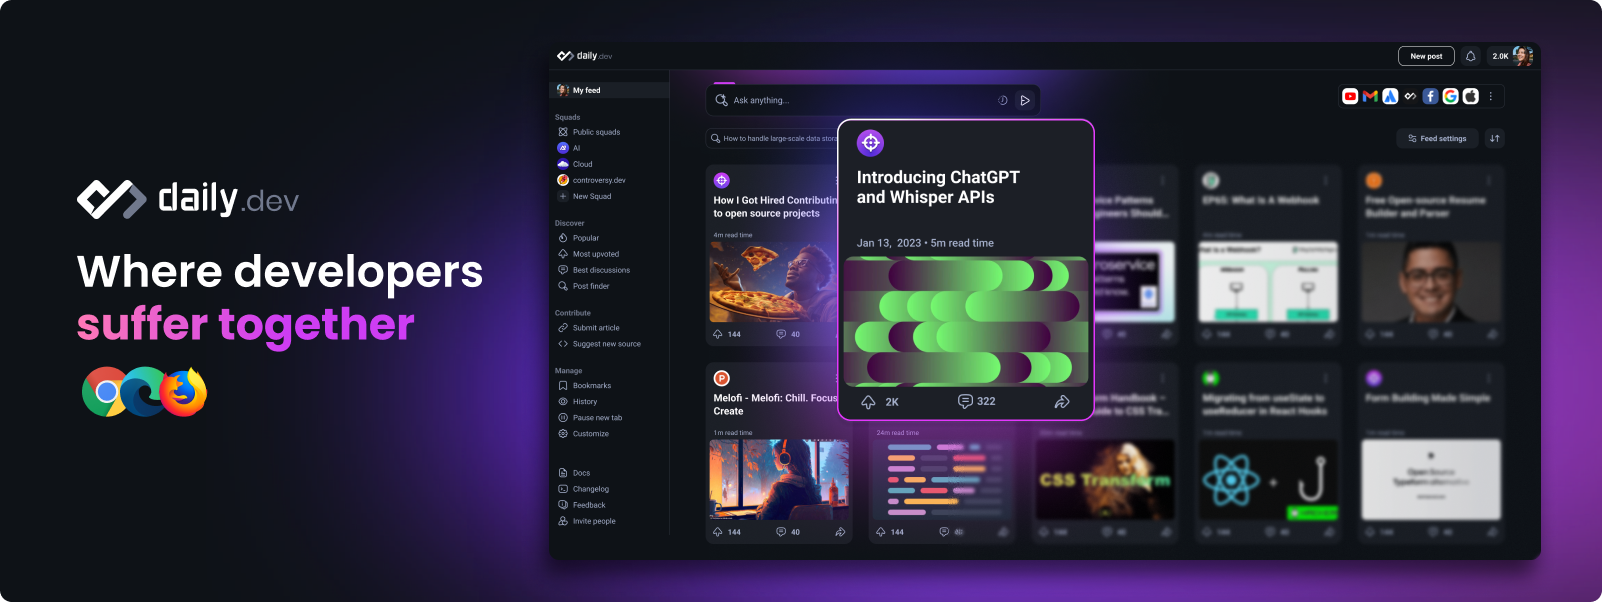 daily.dev
Where developers
suffer together
daily.dev
New post
2.0K
My feed
Squads
Public squads
AI
Cloud
controversy.dev
New Squad
Discover
Popular
Most upvoted
Best discussions
Post finder
Contribute
Submit article
Suggest new source
Manage
Bookmarks
History
Pause new tab
Customize
Docs
Changelog
Feedback
Invite people
Ask anything...
How to handle large-scale data
Feed settings
How I Got Hired Contributin
to open source projects
4m read time
144
40
Introducing ChatGPT
and Whisper APIs
Jan 13, 2023 • 5m read time
2K
322
EP65: What Is A Webhook
Free Open-source Resume
Builder and Parser
Melofi - Melofi: Chill. Focus
Create
1m read time
144
40
24m read time
144
40
CSS Transform
Migrating from useState to
useReducer in React Hooks
Form Building Made Simple